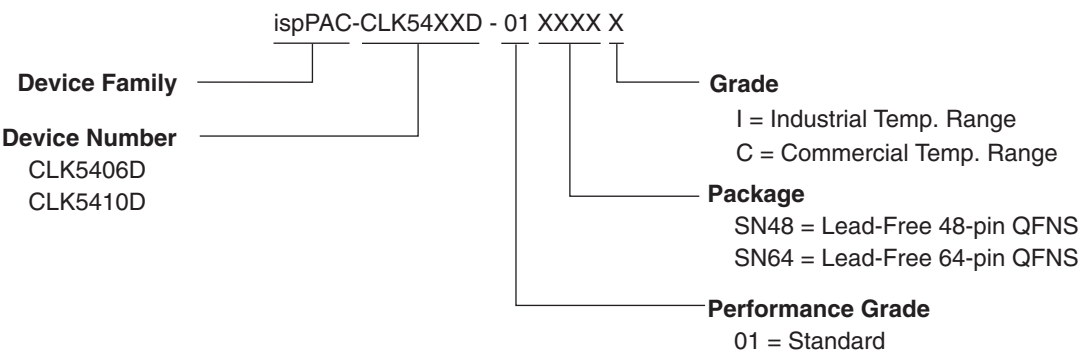 ispPAC-CLK54XXD - 01 XXXX X
Device Family
Device Number
CLK5406D
CLK5410D
Grade
I = Industrial Temp. Range
C = Commercial Temp. Range
Package
SN48 = Lead-Free 48-pin QFNS
SN64 = Lead-Free 64-pin QFNS
Performance Grade
01 = Standard